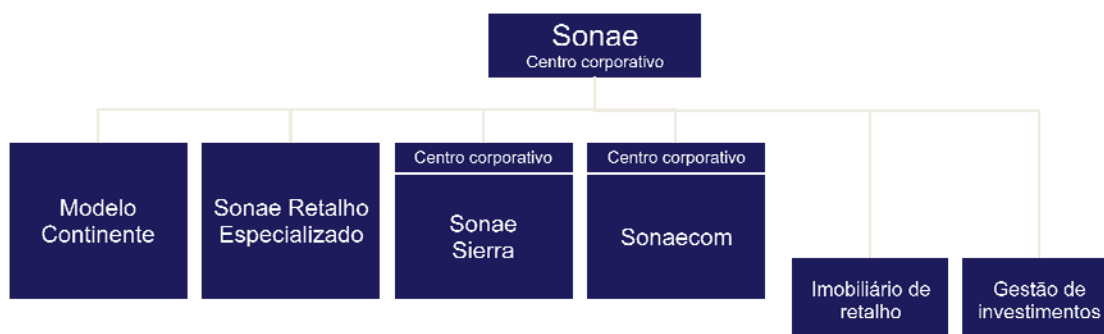 Sonae
Centro corporativo
Modelo
Continente
Sonae Retalho
Especializado
Centro corporativo
Sonae
Sierra
Centro corporativo
Sonaecom
Imobiliário de
retalho
Gestão de
investimentos